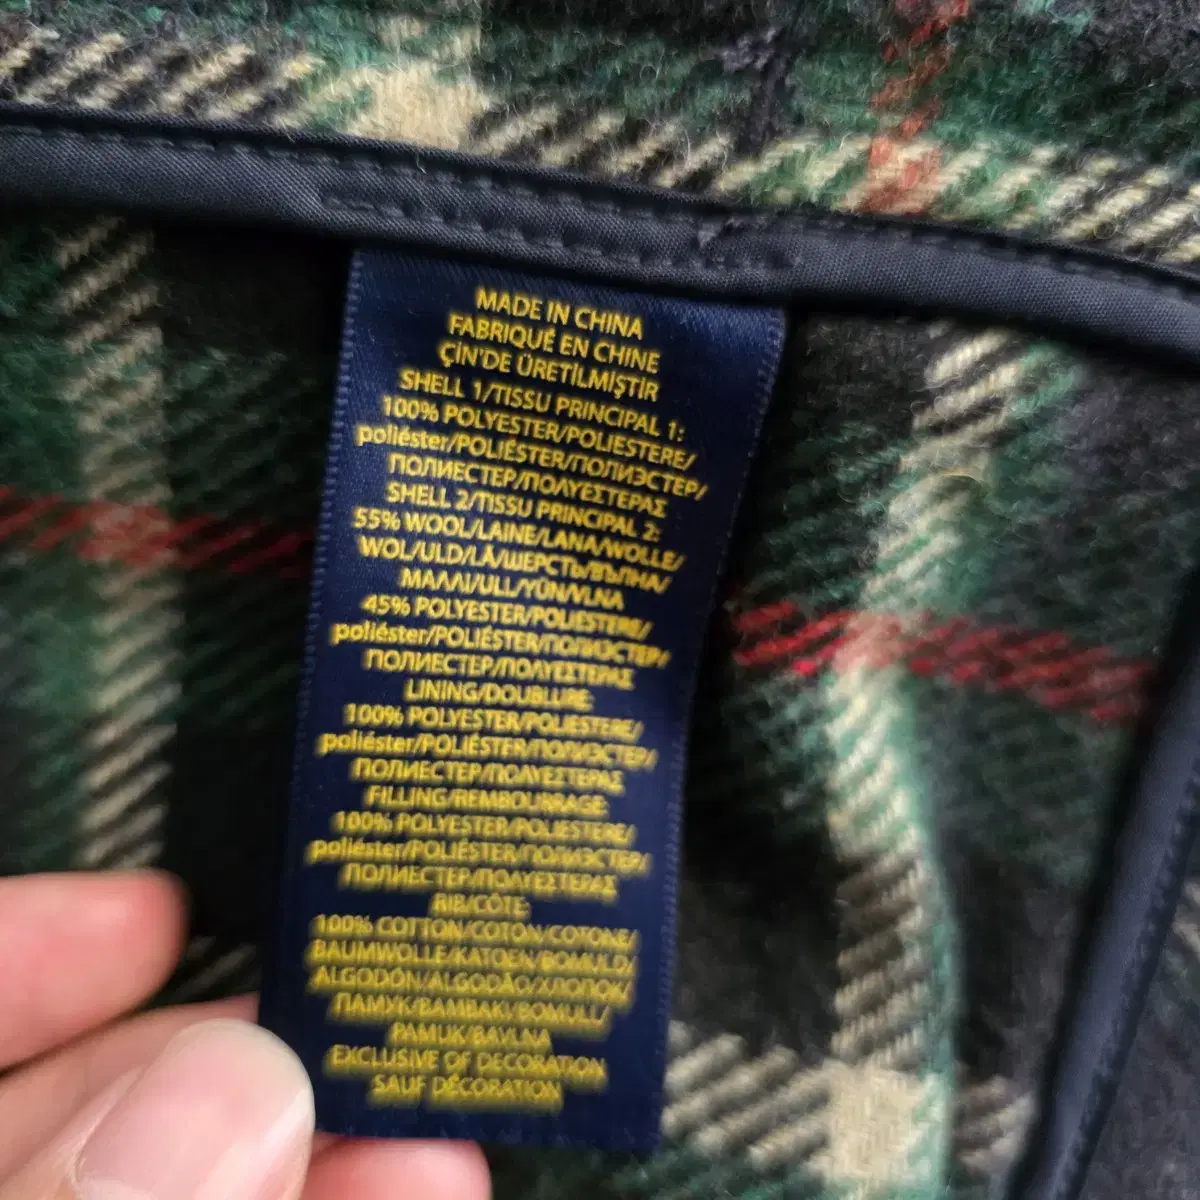 MADE IN CHINA
FABRIQUÉ EN CHINE
ÇİN'DE ÜRETİLMİŞTİR
SHELL 1/TISSU PRINCIPAL 1:
100% POLYESTER/POLIESTERE/
poliéster/POLIÉSTER/ПОЛИЭСТЕР/
ПОЛИЕСТЕР/ΠΟΛΥΕΣΤΕΡΑΣ
SHELL 2/TISSU PRINCIPAL 2:
55% WOOL/LAINE/LANA/WOLLE/
WOL/ULD/LÃ/ШЕРСТЬ/ВЪЛНА/
ΜΑΛΛΙ/ULL/YÜN/VLNA
45% POLYESTER/POLIESTERE/
poliéster/POLIÉSTER/ПОЛИЭСТЕР/
ПОЛИЕСТЕР/ΠΟΛΥΕΣΤΕΡΑΣ
LINING/DOUBLURE:
100% POLYESTER/POLIESTERE/
poliéster/POLIÉSTER/ПОЛИЭСТЕР/
ПОЛИЕСТЕР/ΠΟΛΥΕΣΤΕΡΑΣ
FILLING/REMBOURRAGE:
100% POLYESTER/POLIESTERE/
poliéster/POLIÉSTER/ПОЛИЭСТЕР/
ПОЛИЕСТЕР/ΠΟΛΥΕΣΤΕΡΑΣ
RIB/CÔTE:
100% COTTON/COTON/COTONE/
BAUMWOLLE/KATOEN/BOMULD/
ALGODÓN/ALGODÃO/ХЛОПОК/
ПАМУК/ΒΑΜΒΑΚΙ/BOMULL/
PAMUK/BAVLNA
EXCLUSIVE OF DECORATION
SAUF DÉCORATION